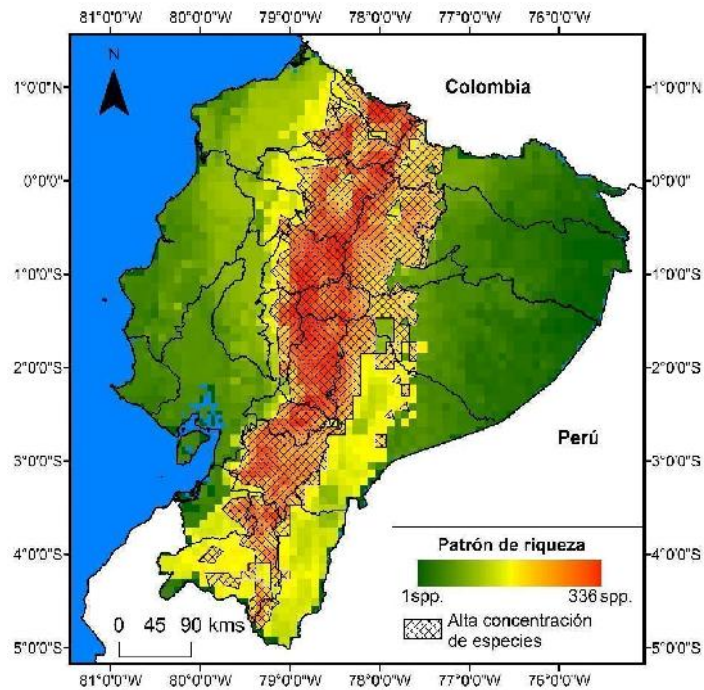 81°0'0"W 80°0'0"W 79°0'0"W 78°0'0"W 77°0'0"W 76°0'0"W
N
1°0'0"N
Colombia
1°0'0"N
0°0'0"
0°0'0"
1°0'0"S
1°0'0"S
2°0'0"S
2°0'0"S
Perú
3°0'0"S
3°0'0"S
Patrón de riqueza
4°0'0"S
4°0'0"S
1spp. 336 spp.
Alta concentración
de especies
0 45 90 kms
5°0'0"S
5°0'0"S
81°0'0"W 80°0'0"W 79°0'0"W 78°0'0"W 77°0'0"W 76°0'0"W